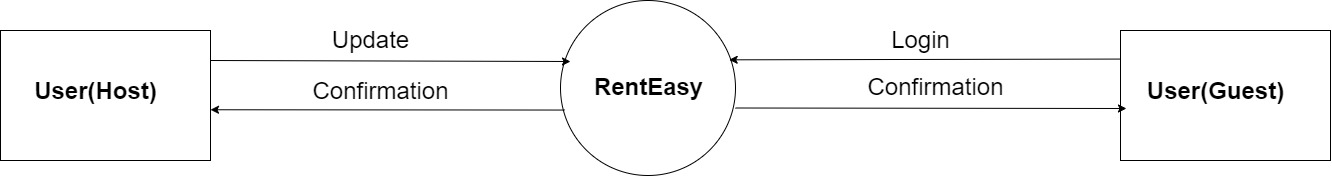 Update
Login
User(Host)
Confirmation
RentEasy
Confirmation
User(Guest)